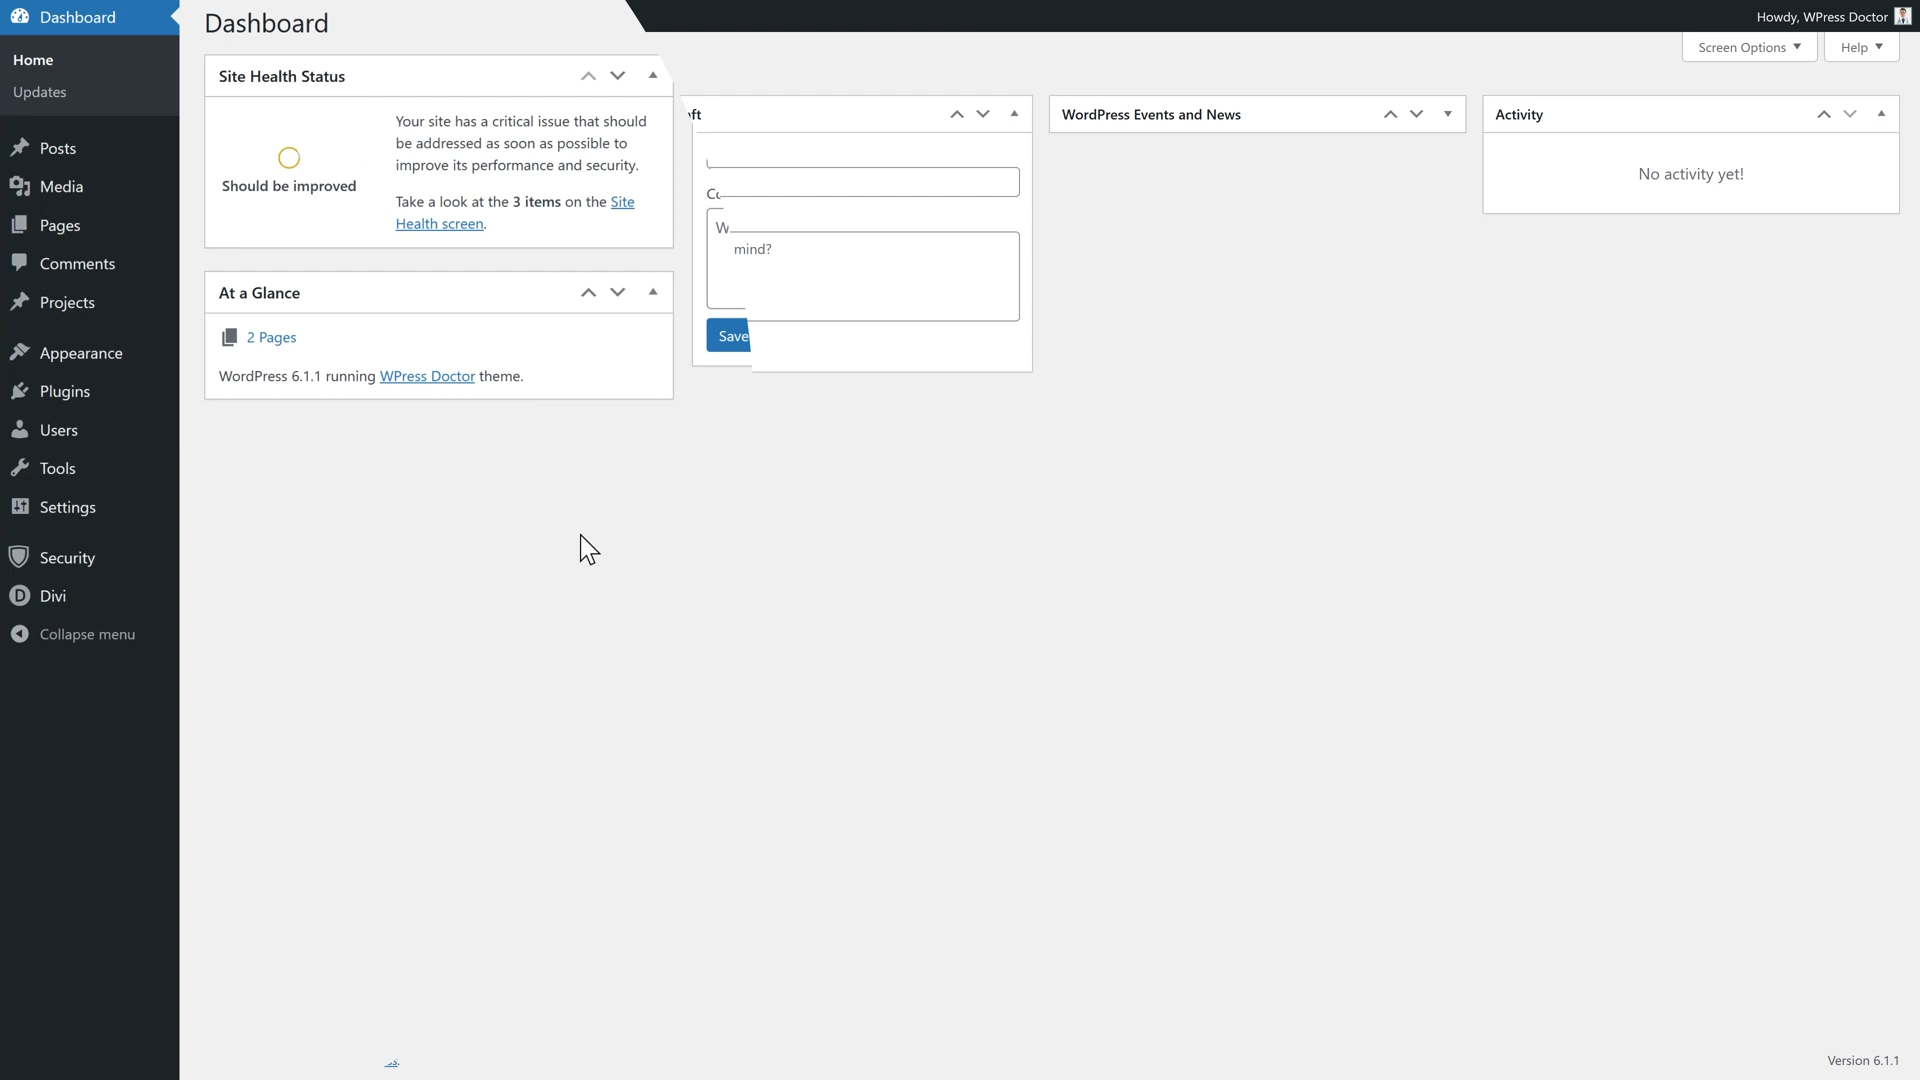 Dashboard
Home
Updates
Posts
Media
Pages
Comments
Projects
Appearance
Plugins
Users
Tools
Settings
Security
Divi
Collapse menu
Howdy, WPress Doctor
Screen Options
Help
Dashboard
Site Health Status
Should be improved
Your site has a critical issue that should
be addressed as soon as possible to
improve its performance and security.
Take a look at the 3 items on the Site
Health screen.
At a Glance
2 Pages
WordPress 6.1.1 running WPress Doctor theme.
mind?
Save
WordPress Events and News
Activity
No activity yet!
Version 6.1.1